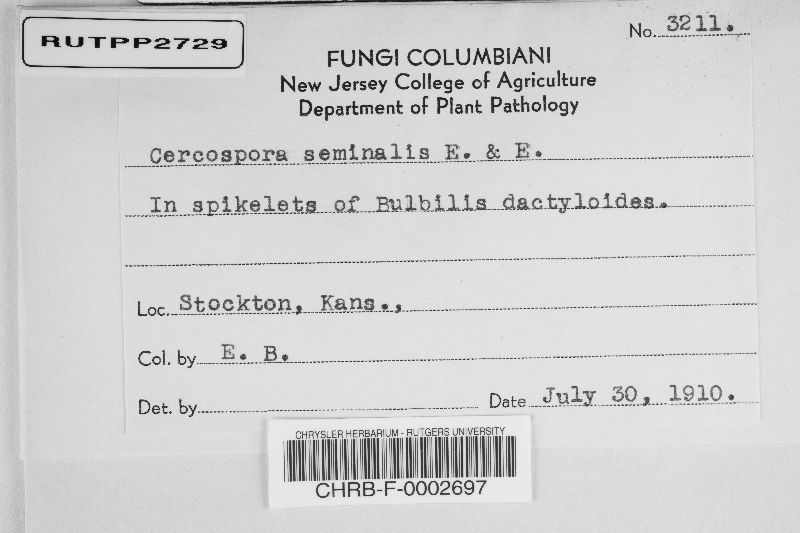 RUTPP2729
No. 3211.
FUNGI COLUMBIANI
New Jersey College of Agriculture
Department of Plant Pathology
Cercospora seminalis E. & E.
In spikelets of Bulbilis dactyloides.
Loc. Stockton, Kans.,
Col. by E. B.
Det. by
Date July 30, 1910.
CHRYSLER HERBARIUM - RUTGERS UNIVERSITY
CHRB-F-0002697